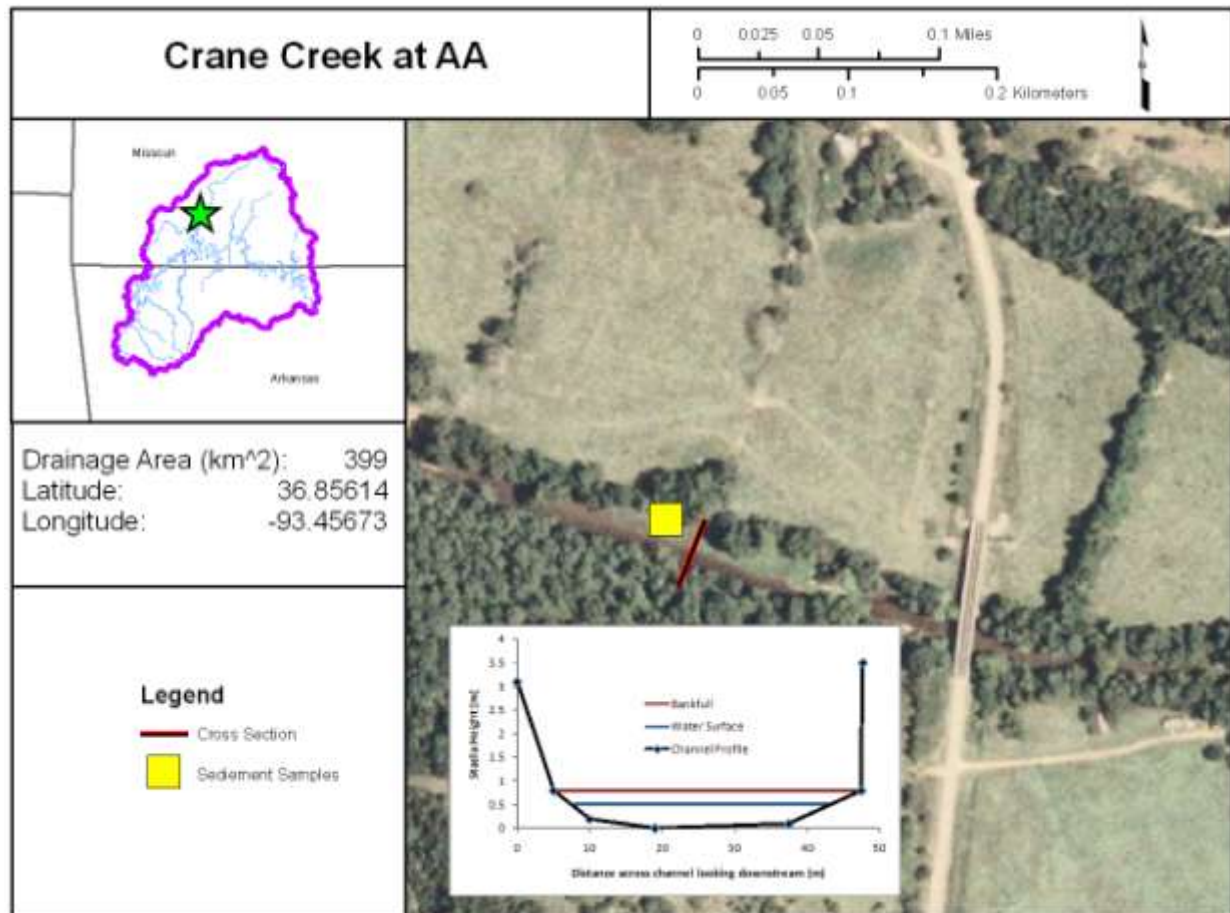 Crane Creek at AA
0 0.025 0.05 0.1 Miles
0 0.05 0.1 0.2 Kilometers
Missouri
Arkansas
Drainage Area (km^2): 399
Latitude: 36.85614
Longitude: -93.45673
Legend
Cross Section
Sediement Samples
4
3.5
3
2.5
2
1.5
1
0.5
0
Stadia Height (m)
Bankfull
Water Surface
Channel Profile
0 10 20 30 40 50
Distance across channel looking downstream (m)